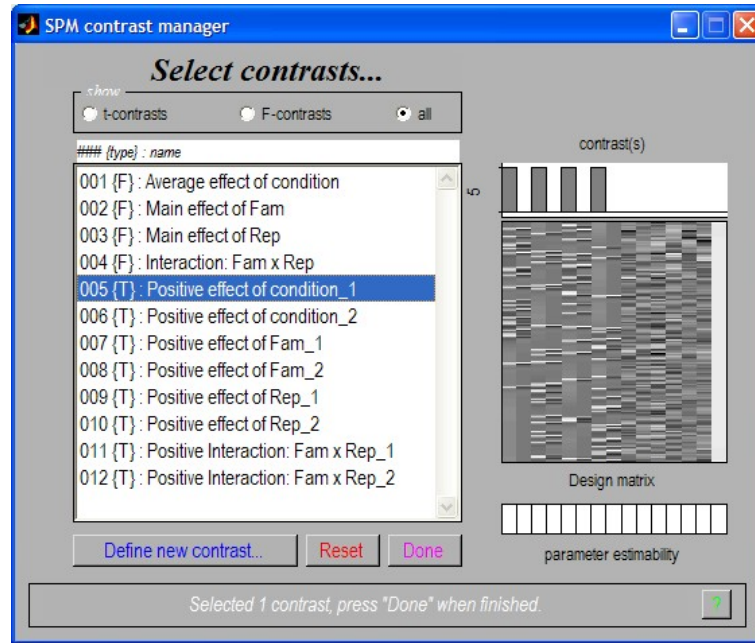 SPM contrast manager
Select contrasts...
show
t-contrasts F-contrasts all
### {type} : name
001 {F} : Average effect of condition
002 {F} : Main effect of Fam
003 {F} : Main effect of Rep
004 {F} : Interaction: Fam x Rep
005 {T} : Positive effect of condition_1
006 {T} : Positive effect of condition_2
007 {T} : Positive effect of Fam_1
008 {T} : Positive effect of Fam_2
009 {T} : Positive effect of Rep_1
010 {T} : Positive effect of Rep_2
011 {T} : Positive Interaction: Fam x Rep_1
012 {T} : Positive Interaction: Fam x Rep_2
Define new contrast... Reset Done
contrast(s)
5
Design matrix
parameter estimability
Selected 1 contrast, press "Done" when finished.
?